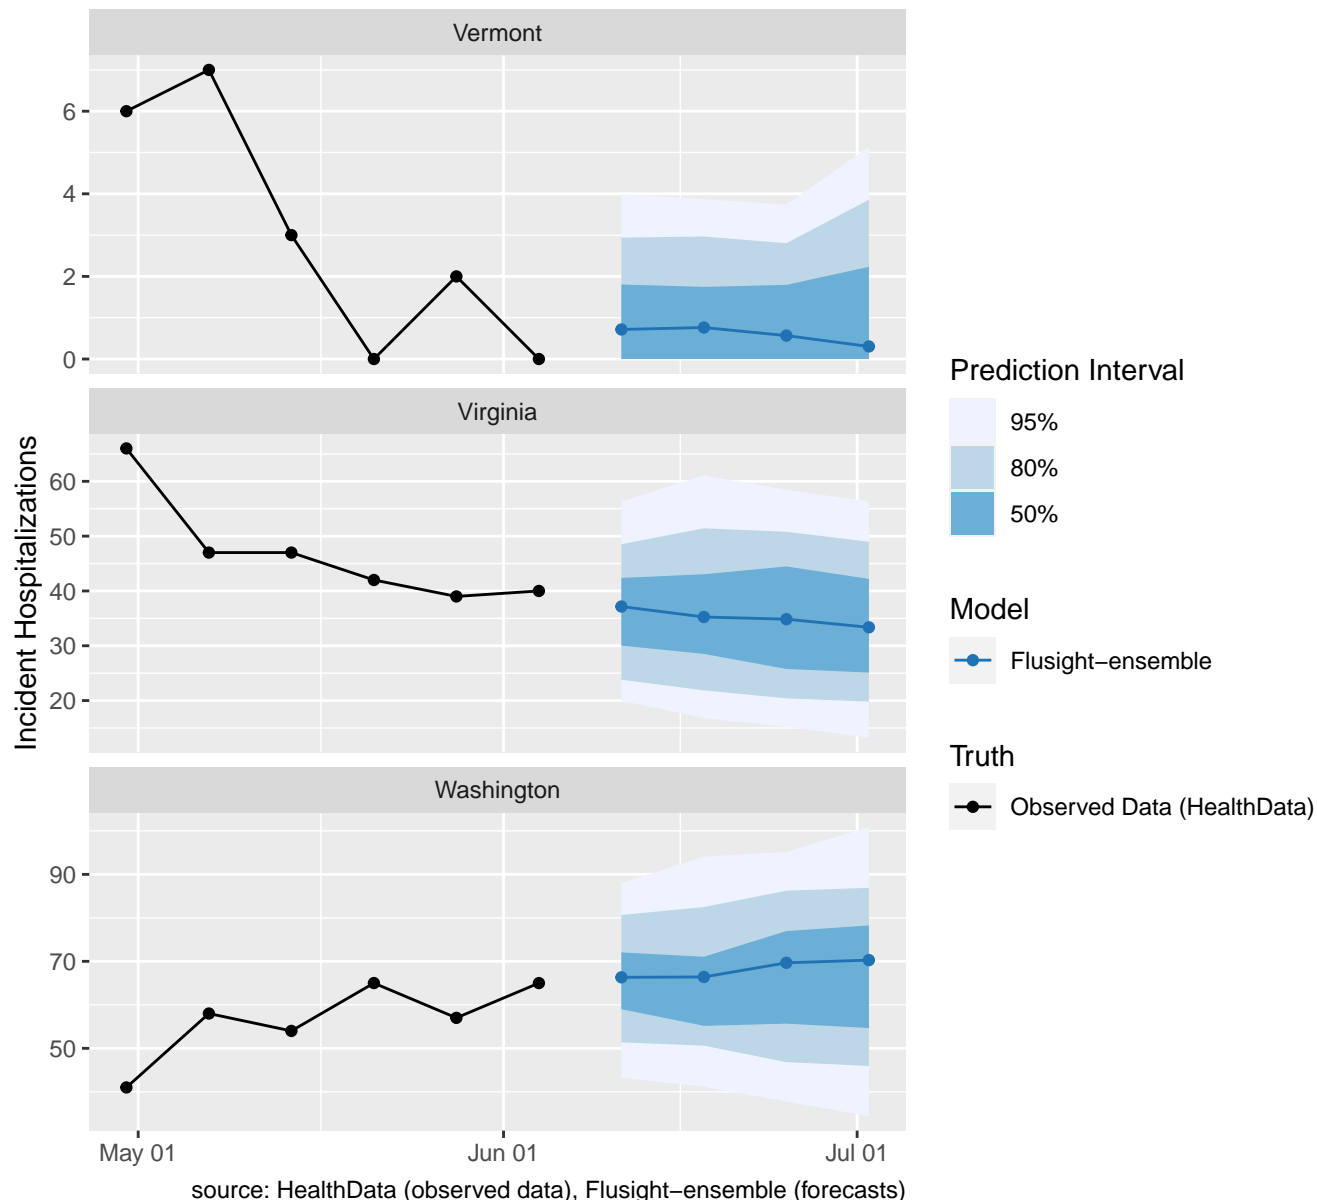 Vermont
6
4
2
0
Virginia
60
50
40
30
20
Washington
90
70
50
May 01
Jun 01
Jul 01
Incident Hospitalizations
source: HealthData (observed data), Flusight−ensemble (forecasts)
Prediction Interval
95%
80%
50%
Model
Flusight−ensemble
Truth
Observed Data (HealthData)